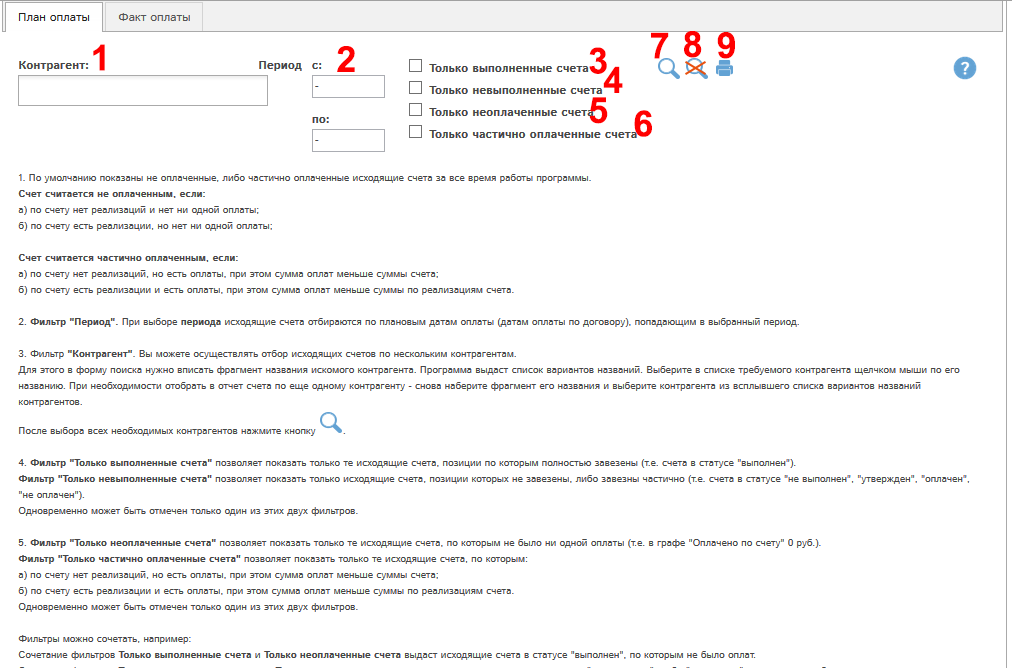 План оплаты
Факт оплаты
Контрагент: 1
Период с: 2
-
по:
-
Только выполненные счета 3
Только невыполненные счета 4
Только неоплаченные счета 5
Только частично оплаченные счета 6
7 8 9
?
1. По умолчанию показаны не оплаченные, либо частично оплаченные исходящие счета за все время работы программы.
Счет считается не оплаченным, если:
а) по счету нет реализаций и нет ни одной оплаты;
б) по счету есть реализации, но нет ни одной оплаты;
Счет считается частично оплаченным, если:
а) по счету нет реализаций, но есть оплаты, при этом сумма оплат меньше суммы счета;
б) по счету есть реализации и есть оплаты, при этом сумма оплат меньше суммы по реализациям счета.
2. Фильтр "Период". При выборе периода исходящие счета отбираются по плановым датам оплаты (датам оплаты по договору), попадающим в выбранный период.
3. Фильтр "Контрагент". Вы можете осуществлять отбор исходящих счетов по нескольким контрагентам.
Для этого в форму поиска нужно вписать фрагмент названия искомого контрагента. Программа выдаст список вариантов названий. Выберите в списке требуемого контрагента щелчком мыши по его
названию. При необходимости отобрать в отчет счета по еще одному контрагенту - снова наберите фрагмент его названия и выберите контрагента из всплывшего списка вариантов названий
контрагентов.
После выбора всех необходимых контрагентов нажмите кнопку .
4. Фильтр "Только выполненные счета" позволяет показать только те исходящие счета, позиции по которым полностью завезены (т.е. счета в статусе "выполнен").
Фильтр "Только невыполненные счета" позволяет показать только исходящие счета, позиции которых не завезены, либо завезны частично (т.е. счета в статусе "не выполнен", "утвержден", "оплачен",
"не оплачен").
Одновременно может быть отмечен только один из этих двух фильтров.
5. Фильтр "Только неоплаченные счета" позволяет показать только те исходящие счета, по которым не было ни одной оплаты (т.е. в графе "Оплачено по счету" 0 руб.).
Фильтр "Только частично оплаченные счета" позволяет показать только те исходящие счета, по которым:
а) по счету нет реализаций, но есть оплаты, при этом сумма оплат меньше суммы счета;
б) по счету есть реализации и есть оплаты, при этом сумма оплат меньше суммы по реализациям счета.
Одновременно может быть отмечен только один из этих двух фильтров.
Фильтры можно сочетать, например:
Сочетание фильтров Только выполненные счета и Только неоплаченные счета выдаст исходящие счета в статусе "выполнен", по которым не было оплат.